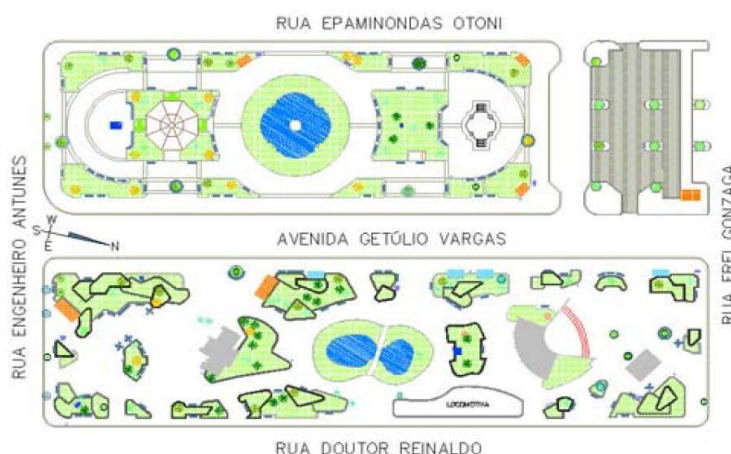 RUA EPAMINONDAS OTONI
RUA ENGENHEIRO ANTUNES
W
S
E
N
AVENIDA GETÚLIO VARGAS
RUA FREI GONZAGA
LOCOMOTIVA
RUA DOUTOR REINALDO